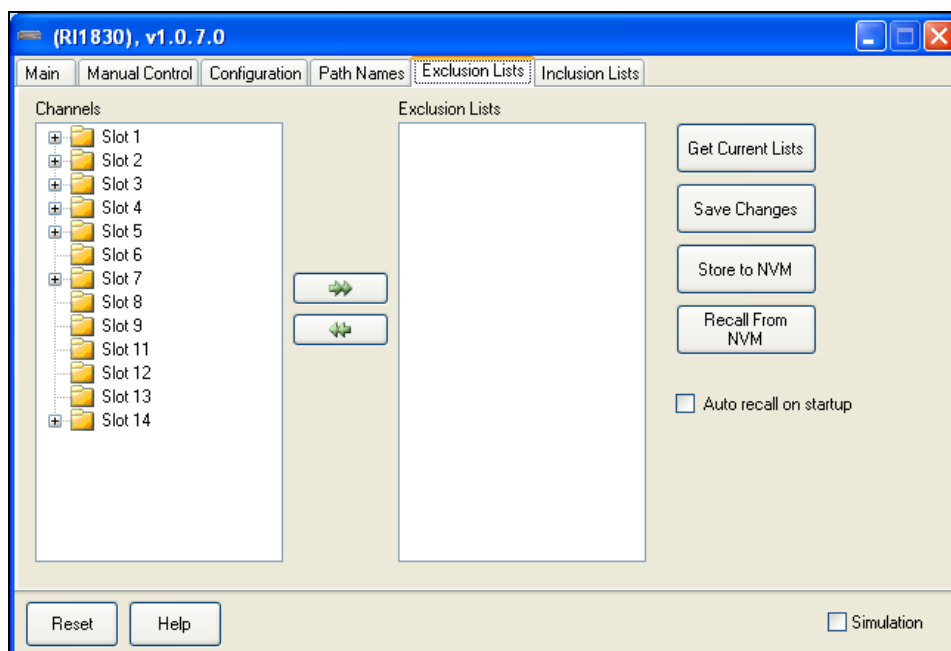 (RI1830), v1.0.7.0
Main Manual Control Configuration Path Names Exclusion Lists Inclusion Lists
Channels
Exclusion Lists
Slot 1
Slot 2
Slot 3
Slot 4
Slot 5
Slot 6
Slot 7
Slot 8
Slot 9
Slot 11
Slot 12
Slot 13
Slot 14
Get Current Lists
Save Changes
Store to NVM
Recall From
NVM
Auto recall on startup
Reset Help Simulation